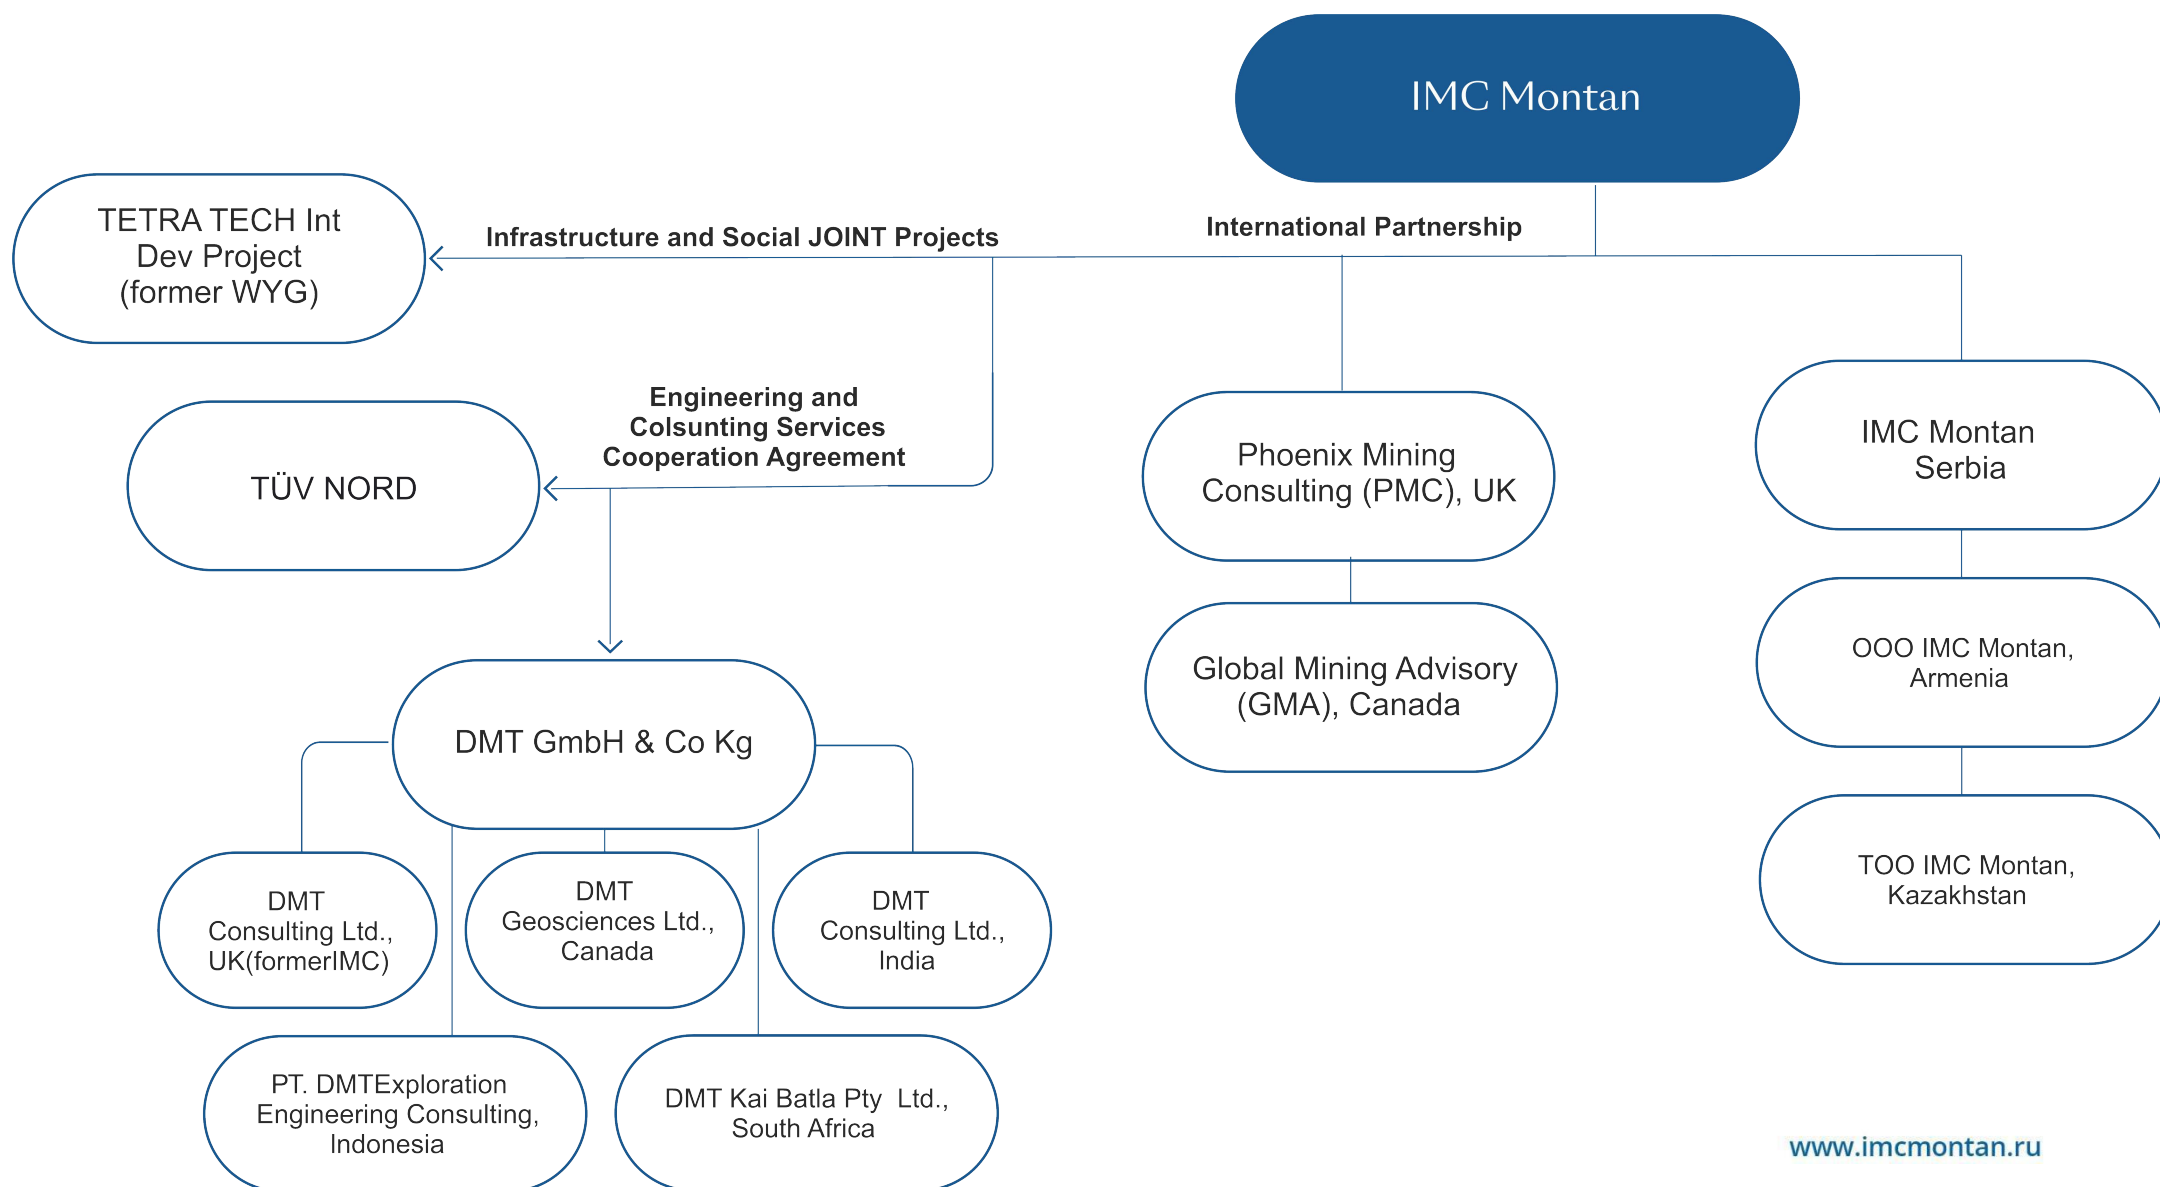 IMC Montan
International Partnership
Infrastructure and Social JOINT Projects
TETRA TECH Int
Dev Project
(former WYG)
Engineering and
Colsunting Services
Cooperation Agreement
TÜV NORD
Phoenix Mining
Consulting (PMC), UK
IMC Montan
Serbia
Global Mining Advisory
(GMA), Canada
OOO IMC Montan,
Armenia
DMT GmbH & Co Kg
TOO IMC Montan,
Kazakhstan
DMT
Consulting Ltd.,
UK(formerIMC)
DMT
Geosciences Ltd.,
Canada
DMT
Consulting Ltd.,
India
PT. DMTExploration
Engineering Consulting,
Indonesia
DMT Kai Batla Pty  Ltd.,
South Africa
www.imcmontan.ru